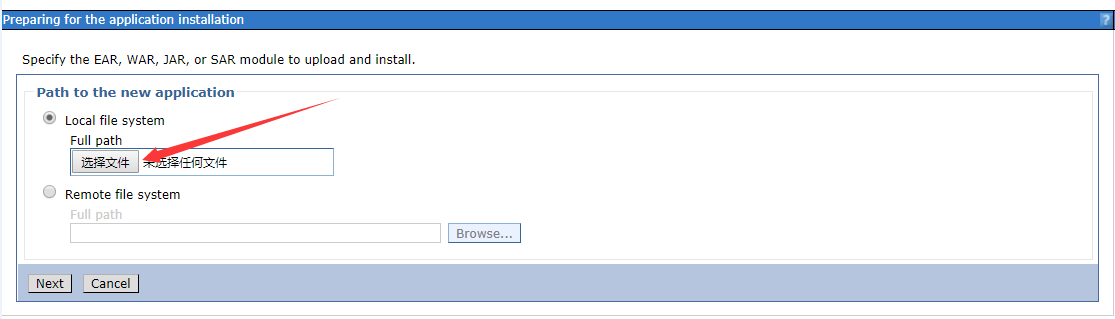 Preparing for the application installation
?
Specify the EAR, WAR, JAR, or SAR module to upload and install.
Path to the new application
Local file system
Full path
选择文件 未选择任何文件
Remote file system
Full path
Browse...
Next Cancel